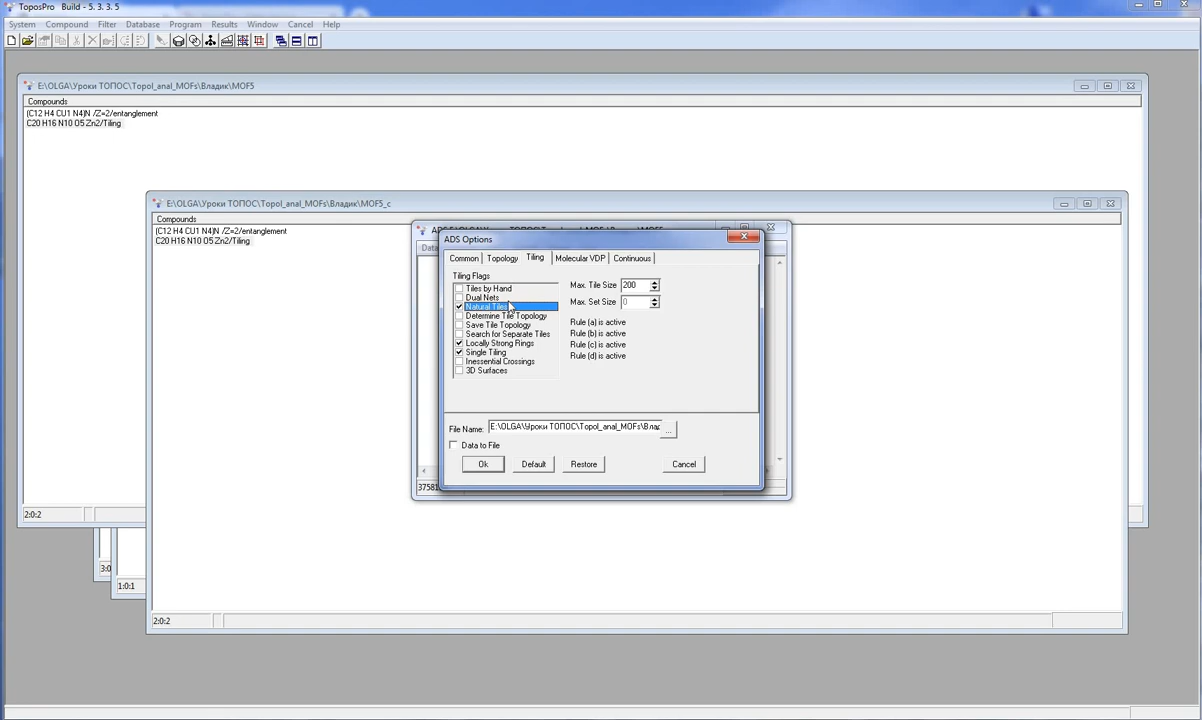 ToposPro Build - 5. 3. 3. 5
System Compound Filter Database Program Results Window Cancel Help
E:\OLGA\Уроки ТОПОС\Topol_anal_MOFs\Владик\MOF5
Compounds
(C12 H4 CU1 N4)N /Z=2/entanglement
C20 H16 N10 O5 Zn2/Tiling
E:\OLGA\Уроки ТОПОС\Topol_anal_MOFs\Владик\MOF5_c
Compounds
(C12 H4 CU1 N4)N /Z=2/entanglement
C20 H16 N10 O5 Zn2/Tiling
ADS Options
Common Topology Tiling Molecular VDP Continuous
Tiling Flags
Tiles by Hand
Dual Nets
Natural Tiles
Determine Tile Topology
Save Tile Topology
Search for Separate Tiles
Locally Strong Rings
Single Tiling
Inessential Crossings
3D Surfaces
Max. Tile Size 200
Max. Set Size 0
Rule (a) is active
Rule (b) is active
Rule (c) is active
Rule (d) is active
File Name: E:\OLGA\Уроки ТОПОС\Topol_anal_MOFs\Влад ...
Data to File
Ok Default Restore Cancel
37581
2:0:2
3:0
1:0:1
2:0:2